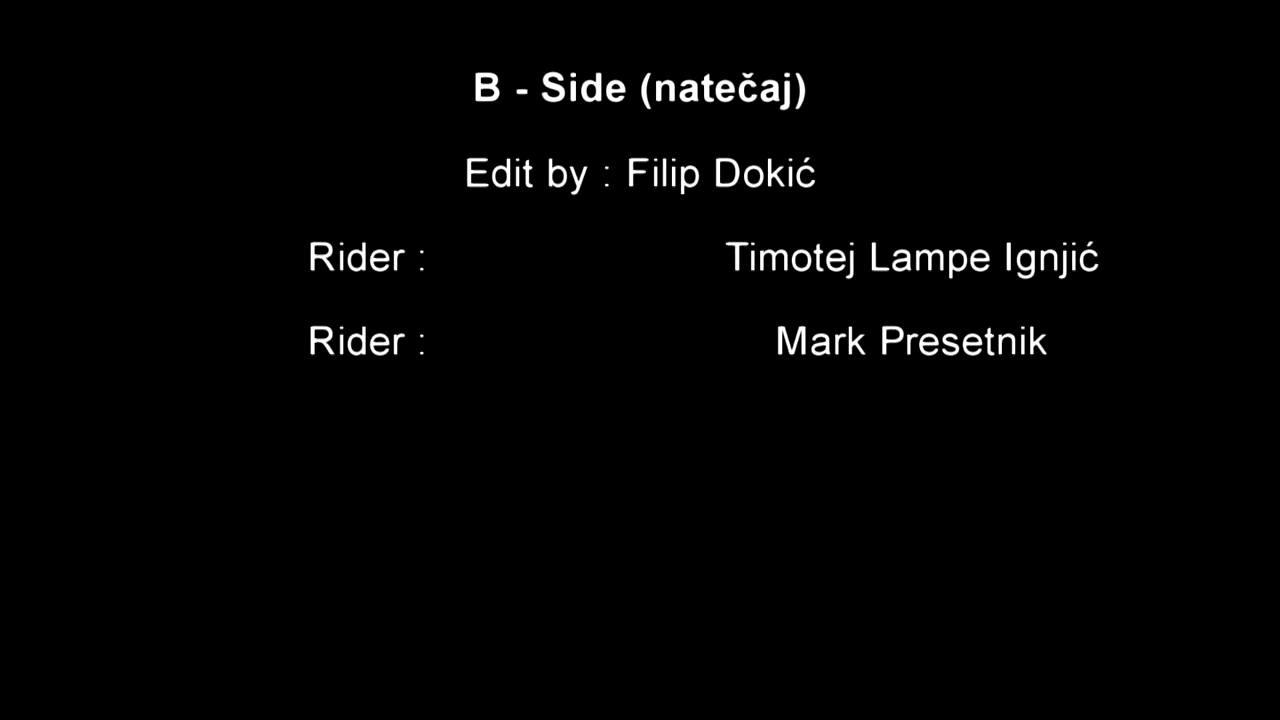 B - Side (natečaj)
Edit by : Filip Dokić
Rider : Timotej Lampe Ignjić
Rider : Mark Presetnik